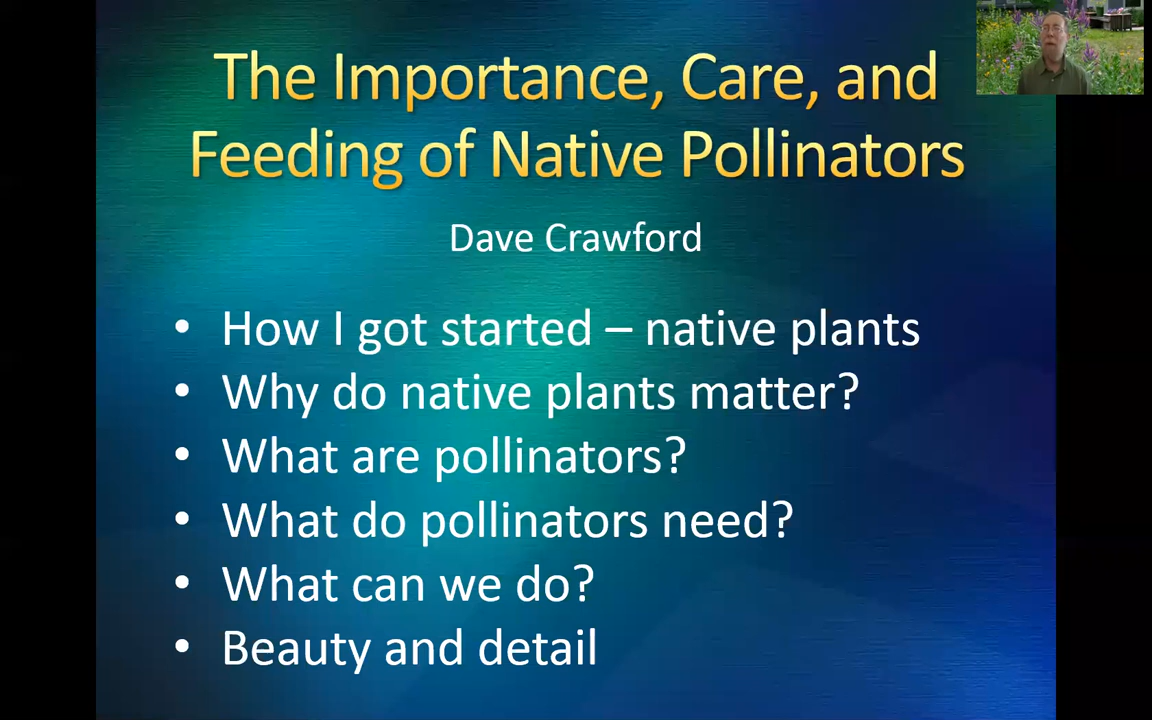 The Importance, Care, and
Feeding of Native Pollinators
Dave Crawford
• How I got started – native plants
• Why do native plants matter?
• What are pollinators?
• What do pollinators need?
• What can we do?
• Beauty and detail